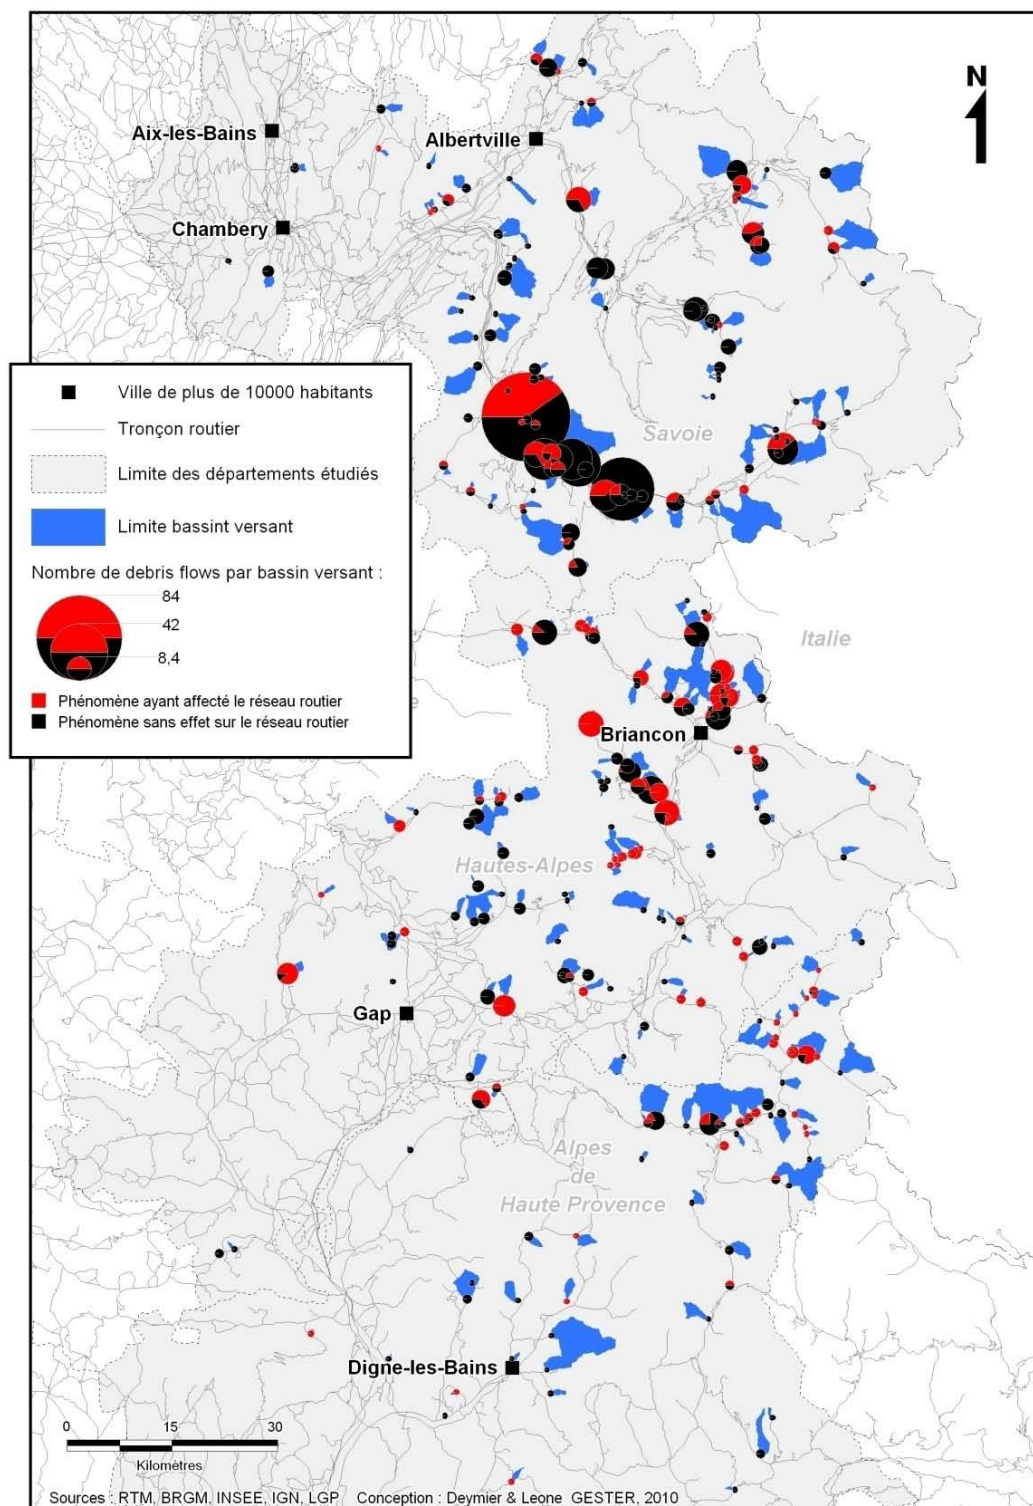 N
Aix-les-Bains
Albertville
Chambery
Ville de plus de 10000 habitants
Tronçon routier
Limite des départements étudiés
Limite bassint versant
Nombre de debris flows par bassin versant :
84
42
8,4
Phénomène ayant affecté le réseau routier
Phénomène sans effet sur le réseau routier
Savoie
Italie
Briancon
Hautes-Alpes
Gap
Alpes
de
Haute Provence
Digne-les-Bains
0 15 30
Kilomètres
Sources : RTM, BRGM, INSEE, IGN, LGP Conception : Deymier & Leone GESTER, 2010